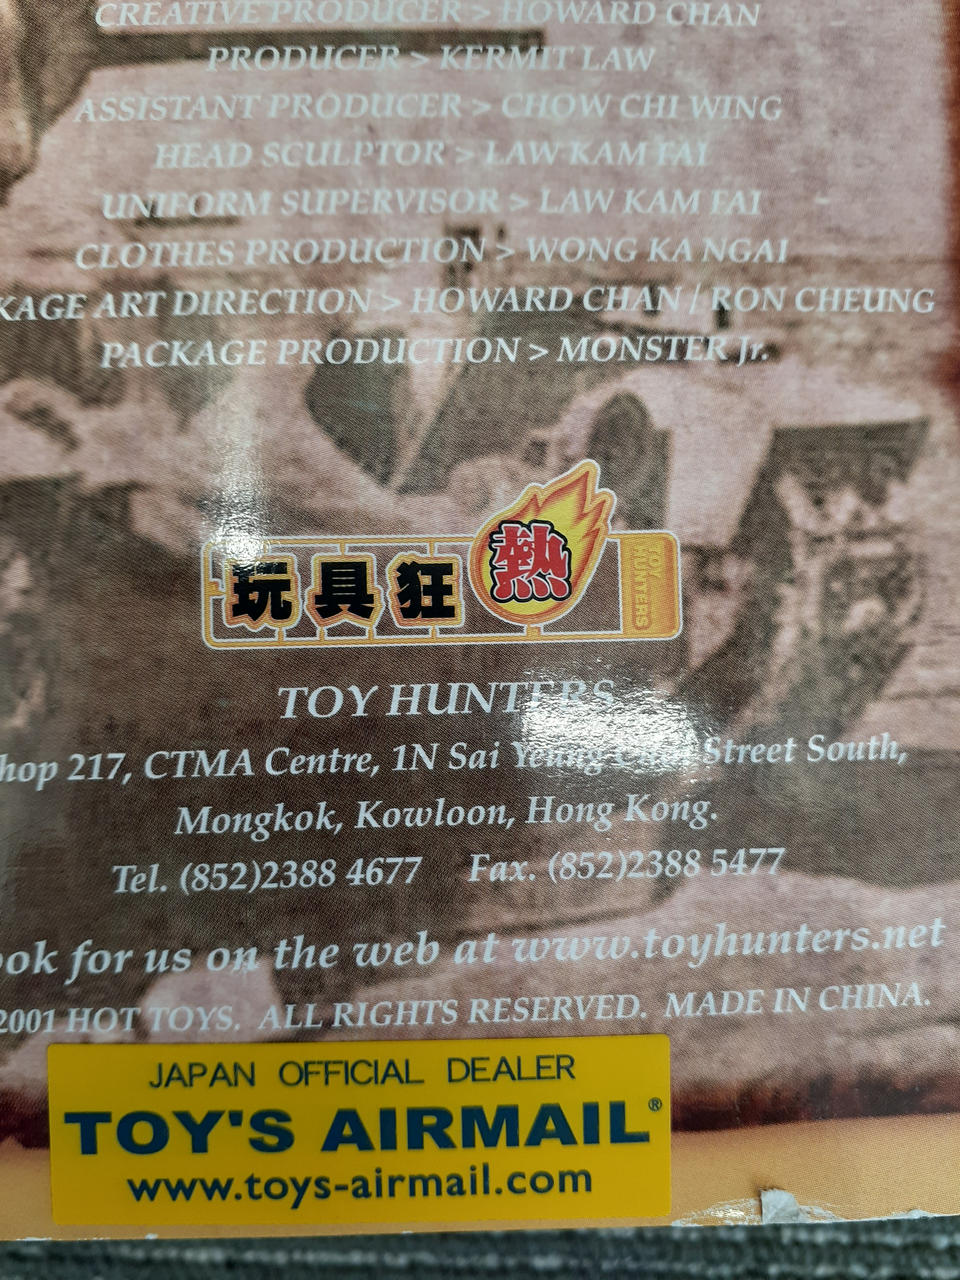 CREATIVE PRODUCER > HOWARD CHAN
PRODUCER > KERMIT LAW
ASSISTANT PRODUCER > CHOW CHI WING
HEAD SCULPTOR > LAW KAM FAI
UNIFORM SUPERVISOR > LAW KAM FAI
CLOTHES PRODUCTION > WONG KA NGAI
KAGE ART DIRECTION > HOWARD CHAN / RON CHEUNG
PACKAGE PRODUCTION > MONSTER Jr.
玩具狂熱
TOY HUNTERS
TOY HUNTERS
hop 217, CTMA Centre, 1N Sai Yeung Street South,
Mongkok, Kowloon, Hong Kong.
Tel. (852)2388 4677 Fax. (852)2388 5477
ook for us on the web at www.toyhunters.net
2001 HOT TOYS. ALL RIGHTS RESERVED. MADE IN CHINA.
JAPAN OFFICIAL DEALER
TOY'S AIRMAIL®
www.toys-airmail.com